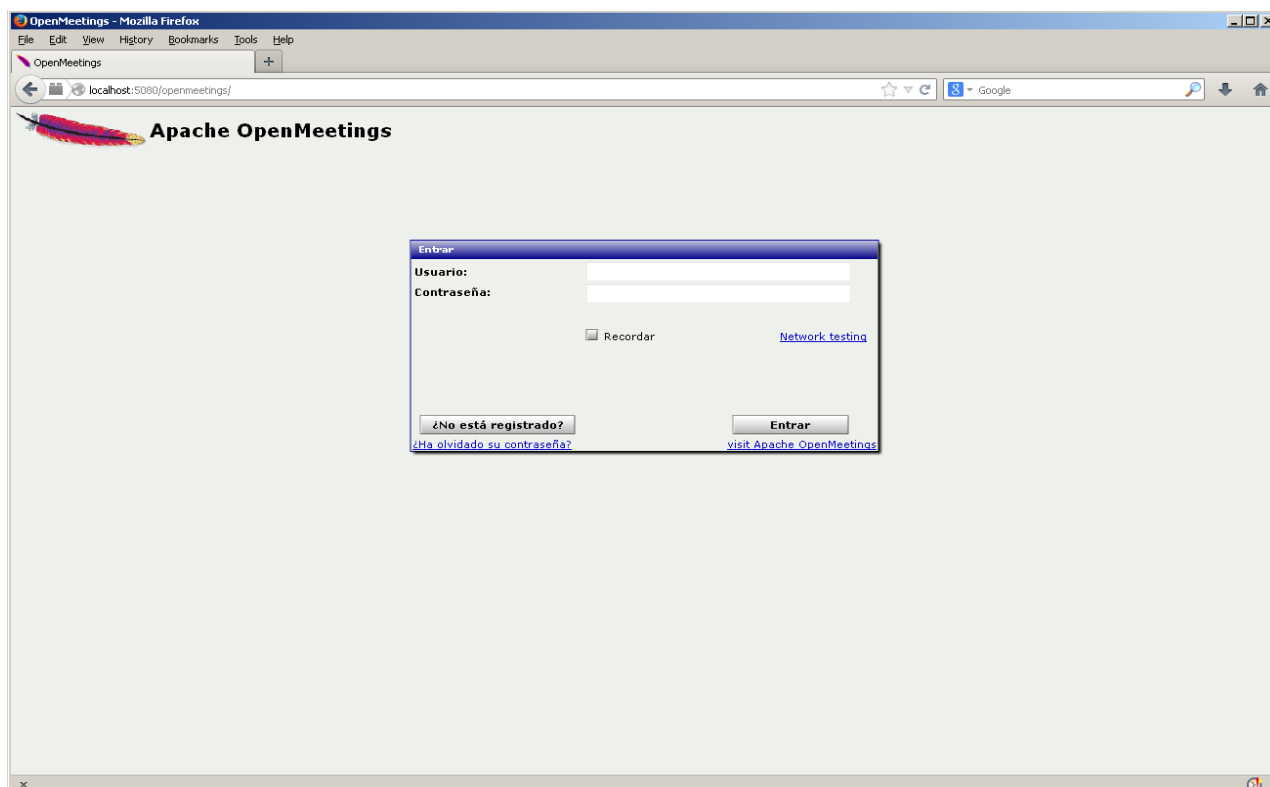 OpenMeetings - Mozilla Firefox
File Edit View History Bookmarks Tools Help
OpenMeetings
localhost:5080/openmeetings/ Google
Apache OpenMeetings
Entrar
Usuario:
Contraseña:
Recordar Network testing
¿No está registrado? Entrar
¿Ha olvidado su contraseña? visit Apache OpenMeetings